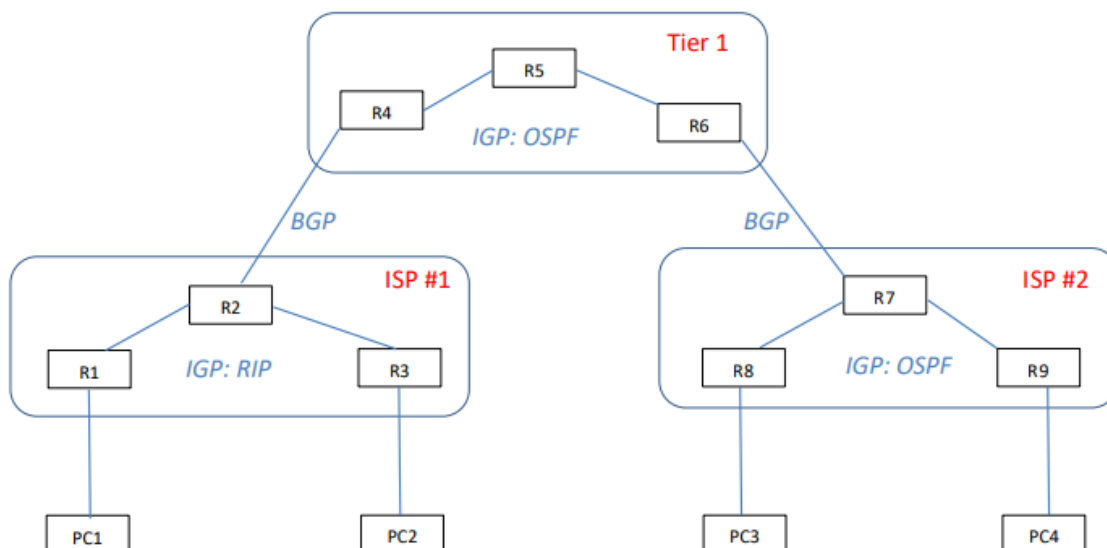 Tier 1
R5
R4
R6
IGP: OSPF
BGP
BGP
ISP #1
ISP #2
R2
R7
R1
IGP: RIP
R3
R8
IGP: OSPF
R9
PC1
PC2
PC3
PC4